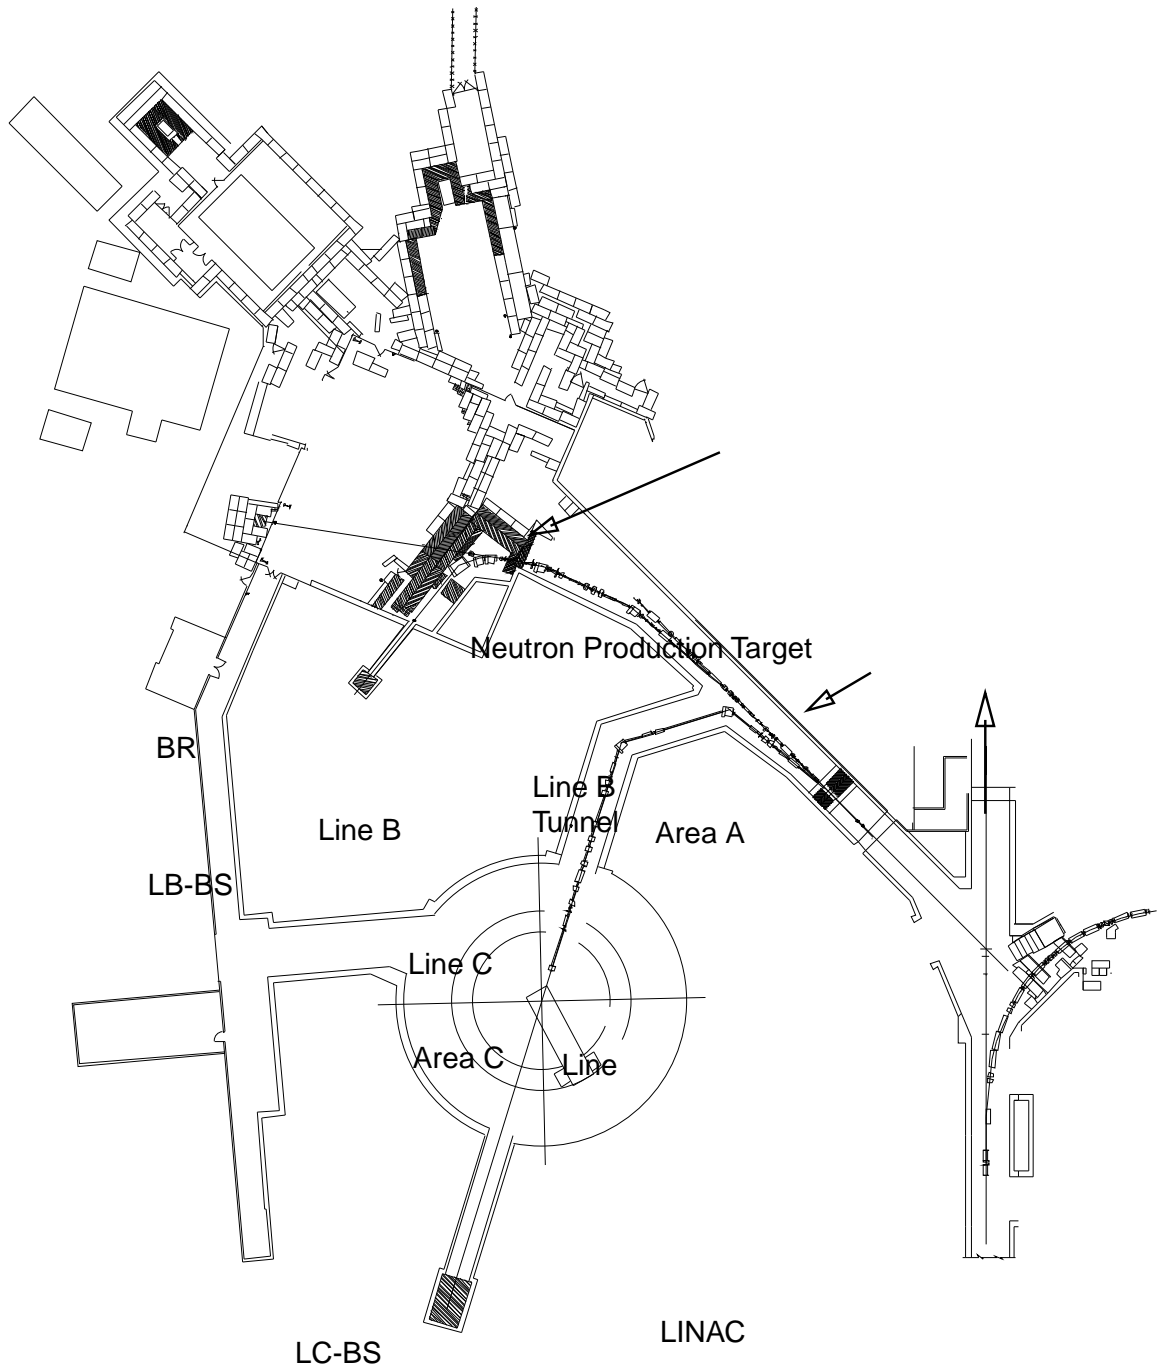 Neutron Production Target
BR
Line B
Tunnel
Line B
Area A
LB-BS
Line C
Area C
Line
LINAC
LC-BS